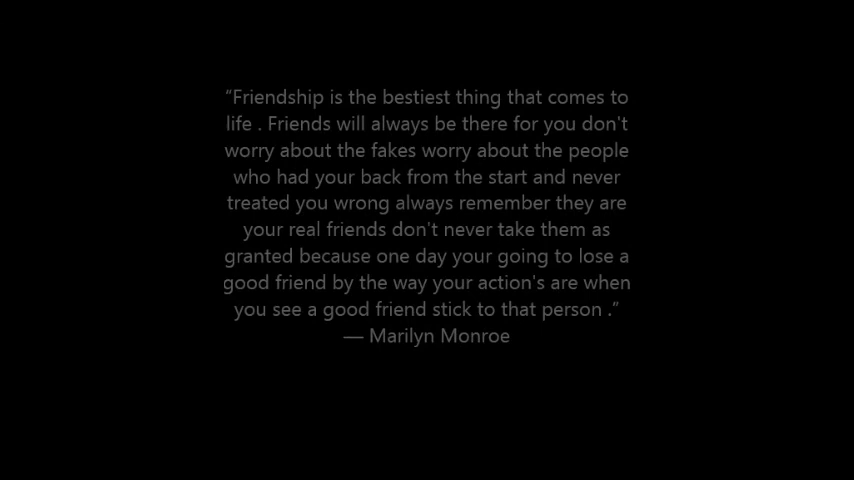 “Friendship is the bestiest thing that comes to
life . Friends will always be there for you don't
worry about the fakes worry about the people
who had your back from the start and never
treated you wrong always remember they are
your real friends don't never take them as
granted because one day your going to lose a
good friend by the way your action's are when
you see a good friend stick to that person .”
— Marilyn Monroe